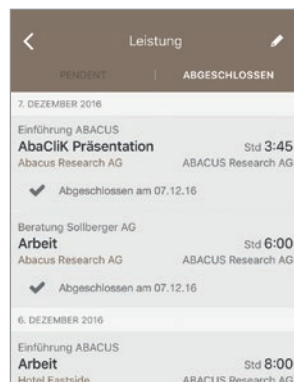 Leistung
PENDENT | ABGESCHLOSSEN
7. DEZEMBER 2016
Einführung ABACUS
AbaCliK Präsentation Std 3:45
Abacus Research AG ABACUS Research AG
Abgeschlossen am 07.12.16
Beratung Sollberger AG
Arbeit Std 6:00
Abacus Research AG ABACUS Research AG
Abgeschlossen am 07.12.16
6. DEZEMBER 2016
Einführung ABACUS
Arbeit Std 8:00
Hotel Eastside ABACUS Research AG